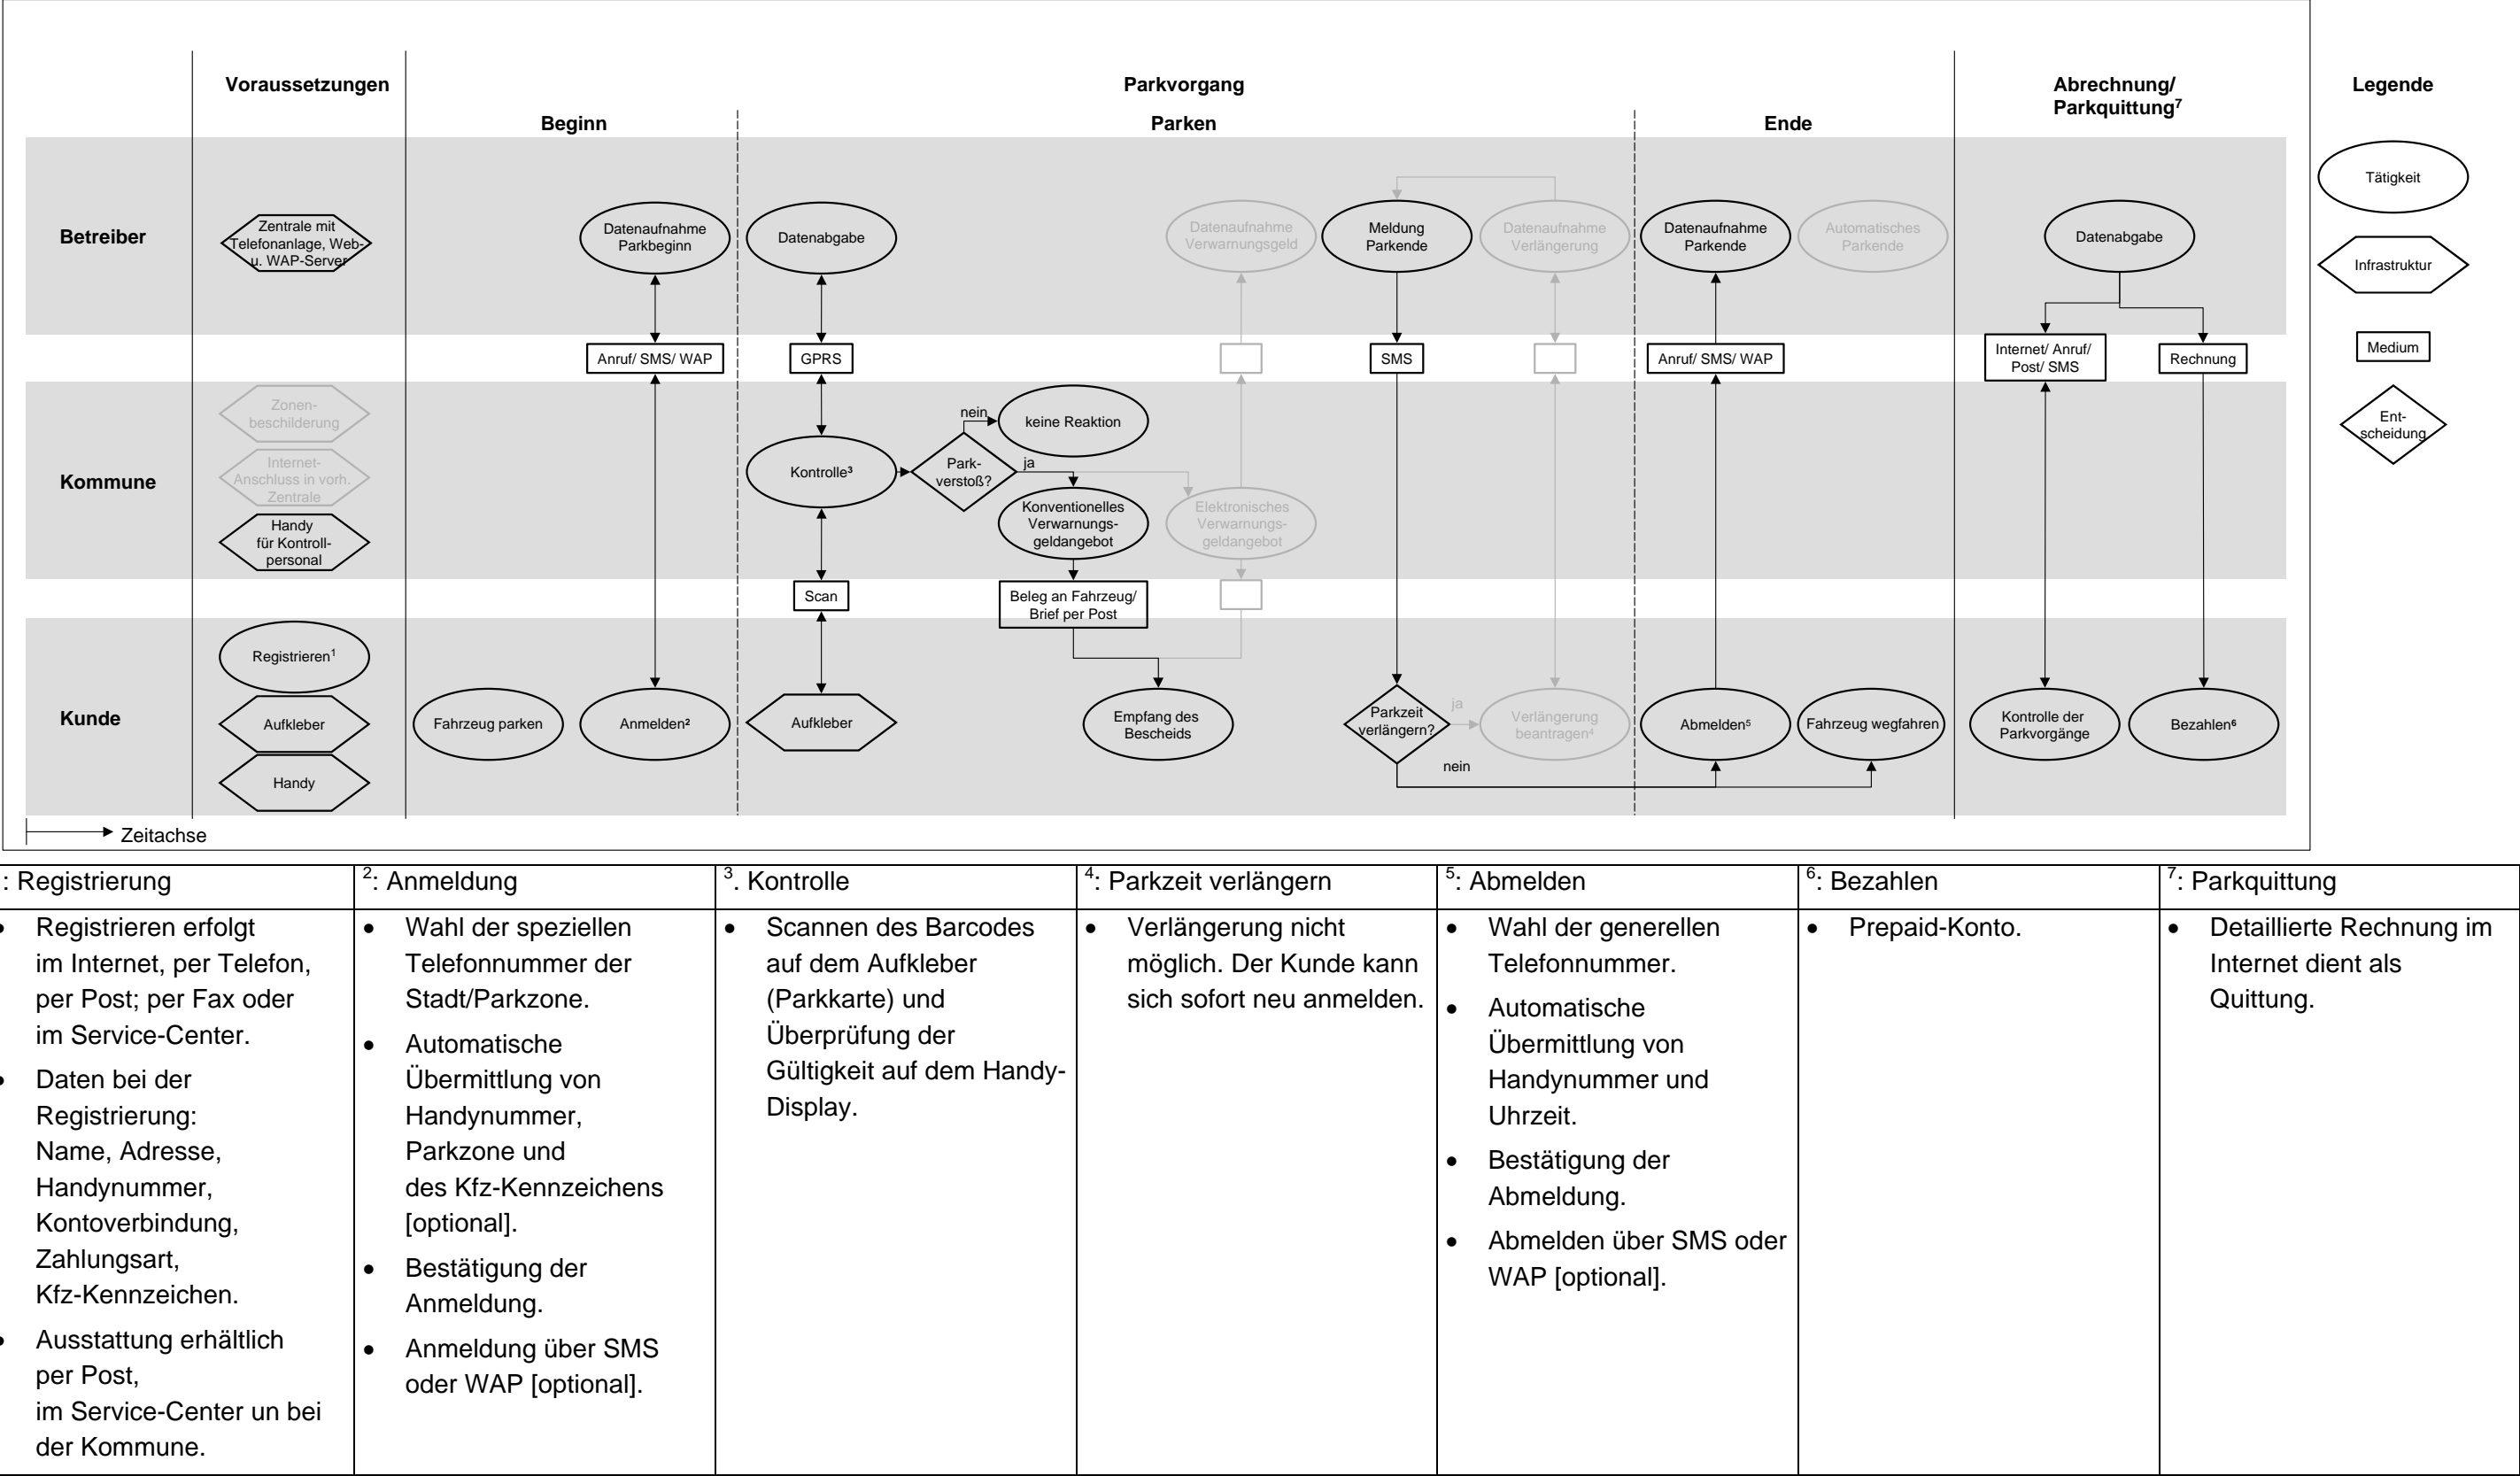 Voraussetzungen
Parkvorgang
Abrechnung/
Parkquittung7
Legende
Beginn
Parken
Ende
Betreiber
Zentrale mit
Telefonanlage, Web-
u. WAP-Server
Datenaufnahme
Parkbeginn
Datenabgabe
Datenaufnahme
Verwarnungsgeld
Meldung
Parkende
Datenaufnahme
Verlängerung
Datenaufnahme
Parkende
Automatisches
Parkende
Datenabgabe
Tätigkeit
Infrastruktur
Medium
Ent-
scheidung
Anruf/ SMS/ WAP
GPRS
SMS
Anruf/ SMS/ WAP
Internet/ Anruf/
Post/ SMS
Rechnung
Kommune
Zonen-
beschilderung
Internet-
Anschluss in vorh.
Zentrale
Handy
für Kontroll-
personal
Kontrolle3
Park-
verstoß?
nein
keine Reaktion
ja
Konventionelles
Verwarnungs-
geldangebot
Elektronisches
Verwarnungs-
geldangebot
Scan
Beleg an Fahrzeug/
Brief per Post
Kunde
Registrieren1
Aufkleber
Handy
Fahrzeug parken
Anmelden2
Aufkleber
Empfang des
Bescheids
Parkzeit
verlängern?
ja
nein
Verlängerung
beantragen4
Abmelden5
Fahrzeug wegfahren
Kontrolle der
Parkvorgänge
Bezahlen6
Zeitachse
: Registrierung
• Registrieren erfolgt
im Internet, per Telefon,
per Post; per Fax oder
im Service-Center.
• Daten bei der
Registrierung:
Name, Adresse,
Handynummer,
Kontoverbindung,
Zahlungsart,
Kfz-Kennzeichen.
• Ausstattung erhältlich
per Post,
im Service-Center un bei
der Kommune.
2: Anmeldung
• Wahl der speziellen
Telefonnummer der
Stadt/Parkzone.
• Automatische
Übermittlung von
Handynummer,
Parkzone und
des Kfz-Kennzeichens
[optional].
• Bestätigung der
Anmeldung.
• Anmeldung über SMS
oder WAP [optional].
3. Kontrolle
• Scannen des Barcodes
auf dem Aufkleber
(Parkkarte) und
Überprüfung der
Gültigkeit auf dem Handy-
Display.
4: Parkzeit verlängern
• Verlängerung nicht
möglich. Der Kunde kann
sich sofort neu anmelden.
5: Abmelden
• Wahl der generellen
Telefonnummer.
• Automatische
Übermittlung von
Handynummer und
Uhrzeit.
• Bestätigung der
Abmeldung.
• Abmelden über SMS oder
WAP [optional].
6: Bezahlen
• Prepaid-Konto.
7: Parkquittung
• Detaillierte Rechnung im
Internet dient als
Quittung.